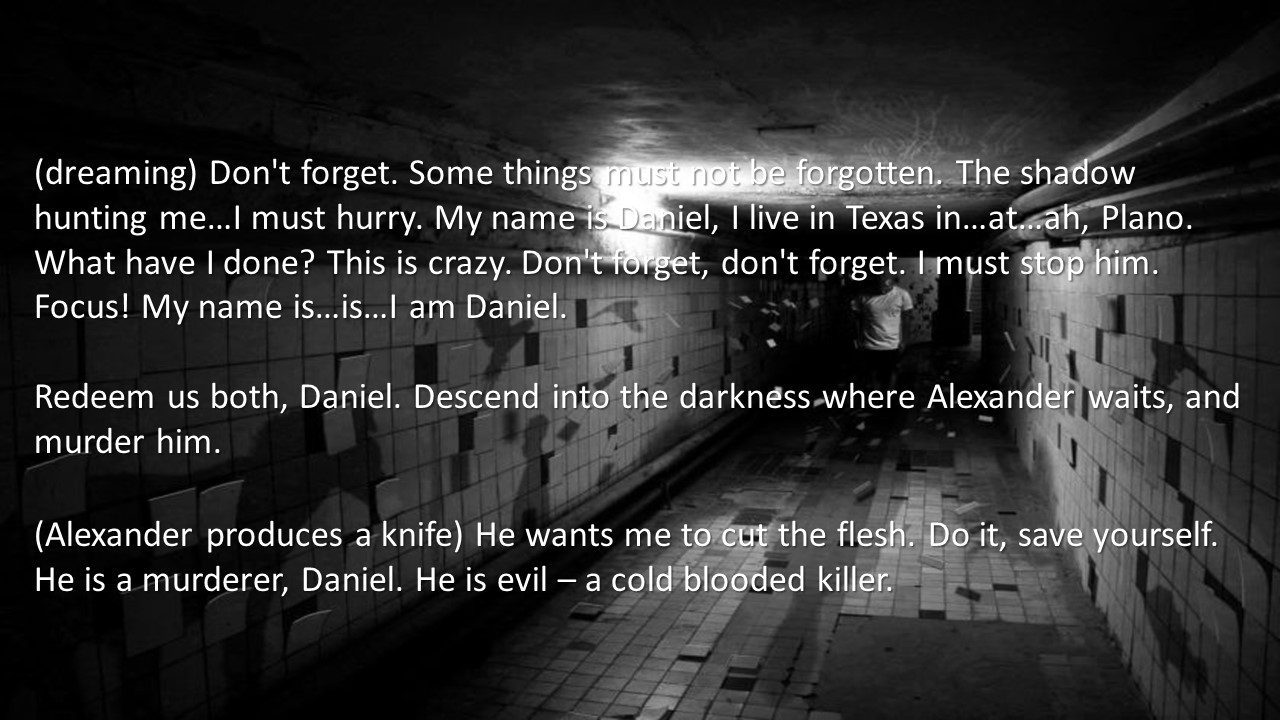 (dreaming) Don't forget. Some things must not be forgotten. The shadow
hunting me...I must hurry. My name is Daniel, I live in Texas in...at...ah, Plano.
What have I done? This is crazy. Don't forget, don't forget. I must stop him.
Focus! My name is...is...I am Daniel.
Redeem us both, Daniel. Descend into the darkness where Alexander waits, and
murder him.
(Alexander produces a knife) He wants me to cut the flesh. Do it, save yourself.
He is a murderer, Daniel. He is evil – a cold blooded killer.